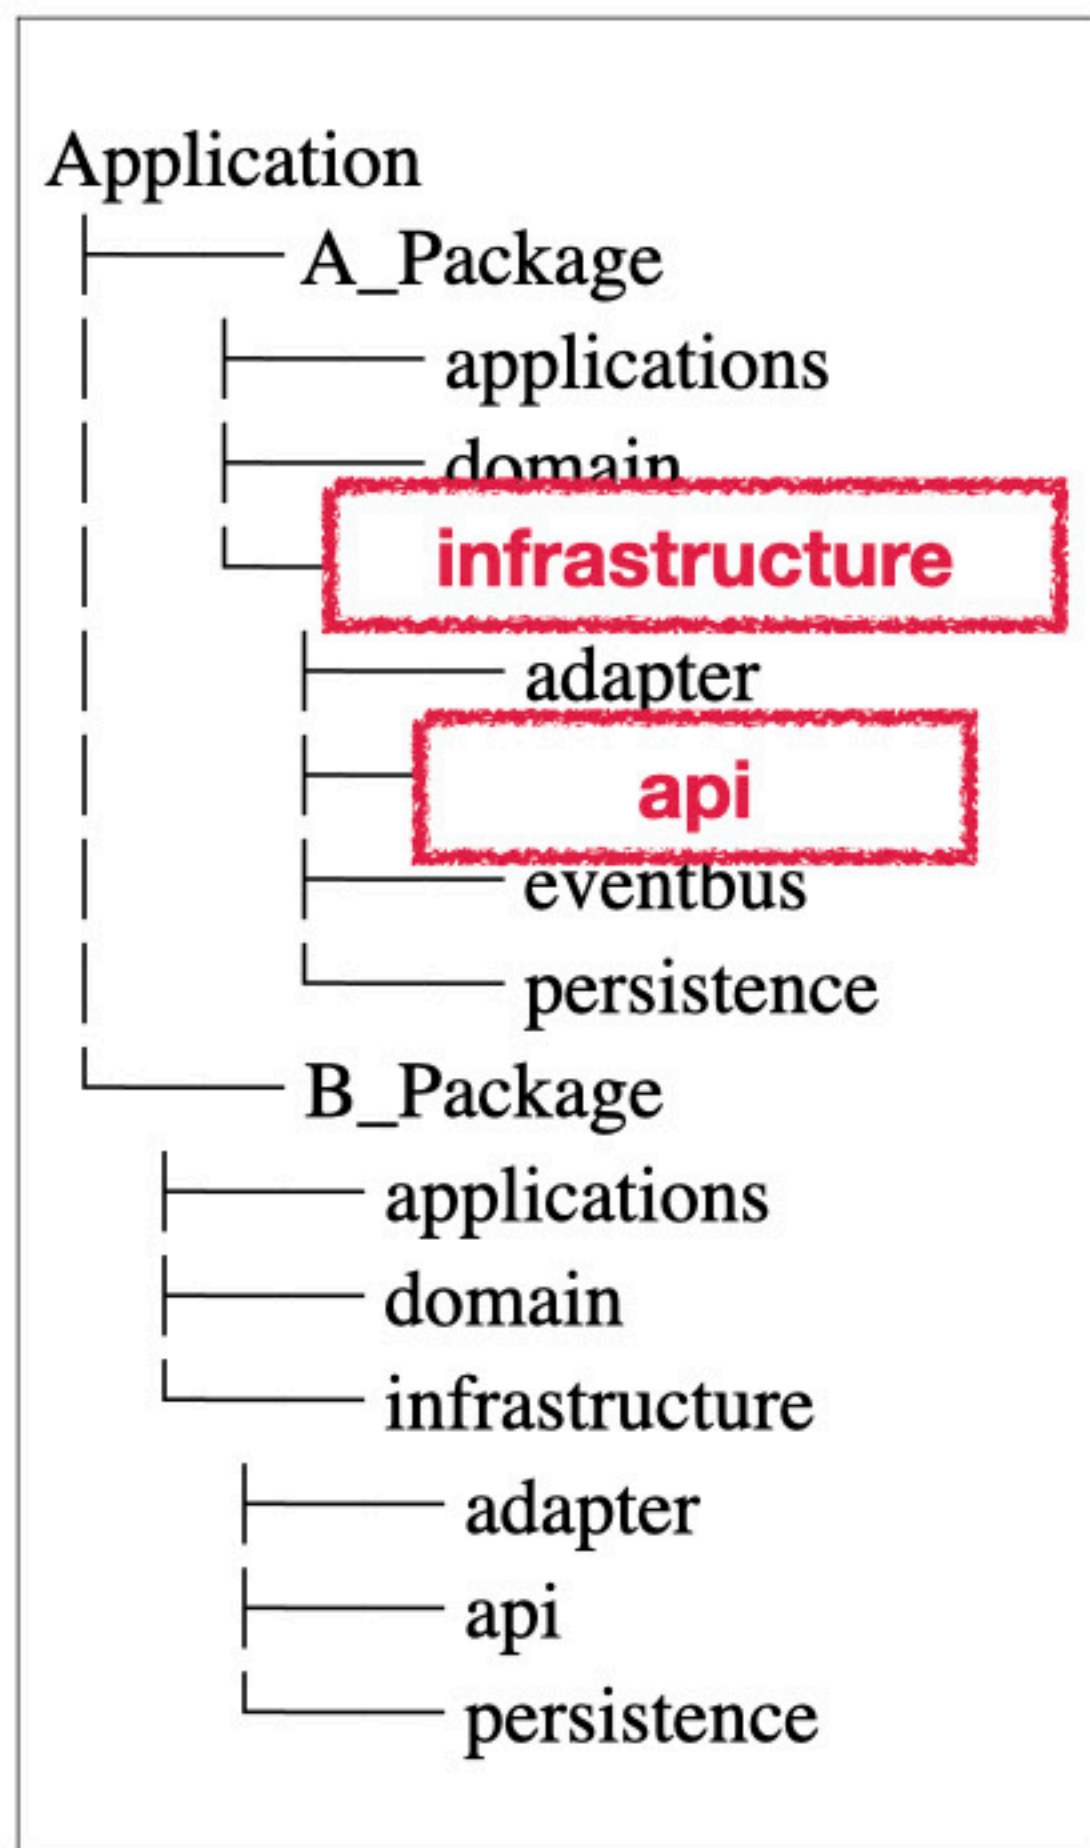 Application
A_Package
applications
domain
infrastructure
adapter
api
eventbus
persistence
B_Package
applications
domain
infrastructure
adapter
api
persistence